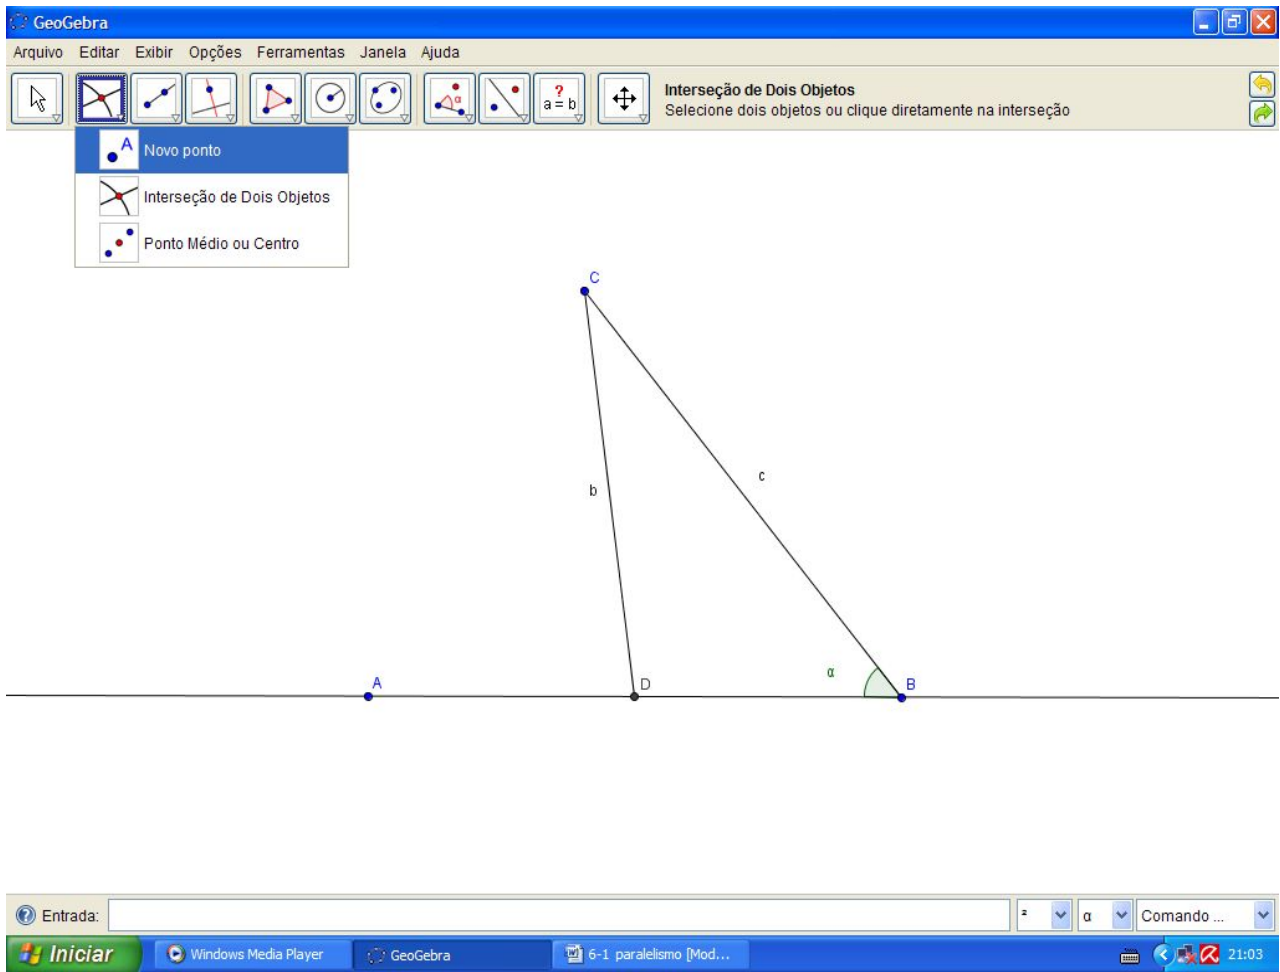 GeoGebra
Arquivo Editar Exibir Opções Ferramentas Janela Ajuda
α
?
a = b
Interseção de Dois Objetos
Selecione dois objetos ou clique diretamente na interseção
A Novo ponto
Interseção de Dois Objetos
Ponto Médio ou Centro
C
c
b
α
A
D
B
Entrada:
²
α
Comando ...
Iniciar
Windows Media Player
GeoGebra
6-1 paralelismo [Mod...
21:03